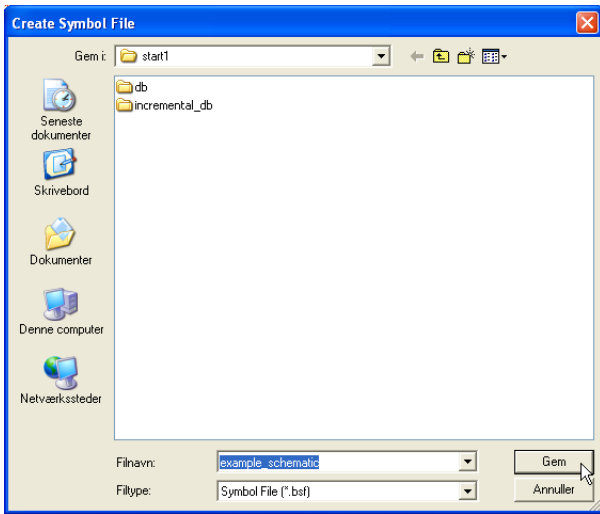 Create Symbol File
Gem i: start1
db
incremental_db
Seneste
dokumenter
Skrivebord
Dokumenter
Denne computer
Netværkssteder
Filnavn: example_schematic Gem
Filtype: Symbol File (*.bsf) Annuller